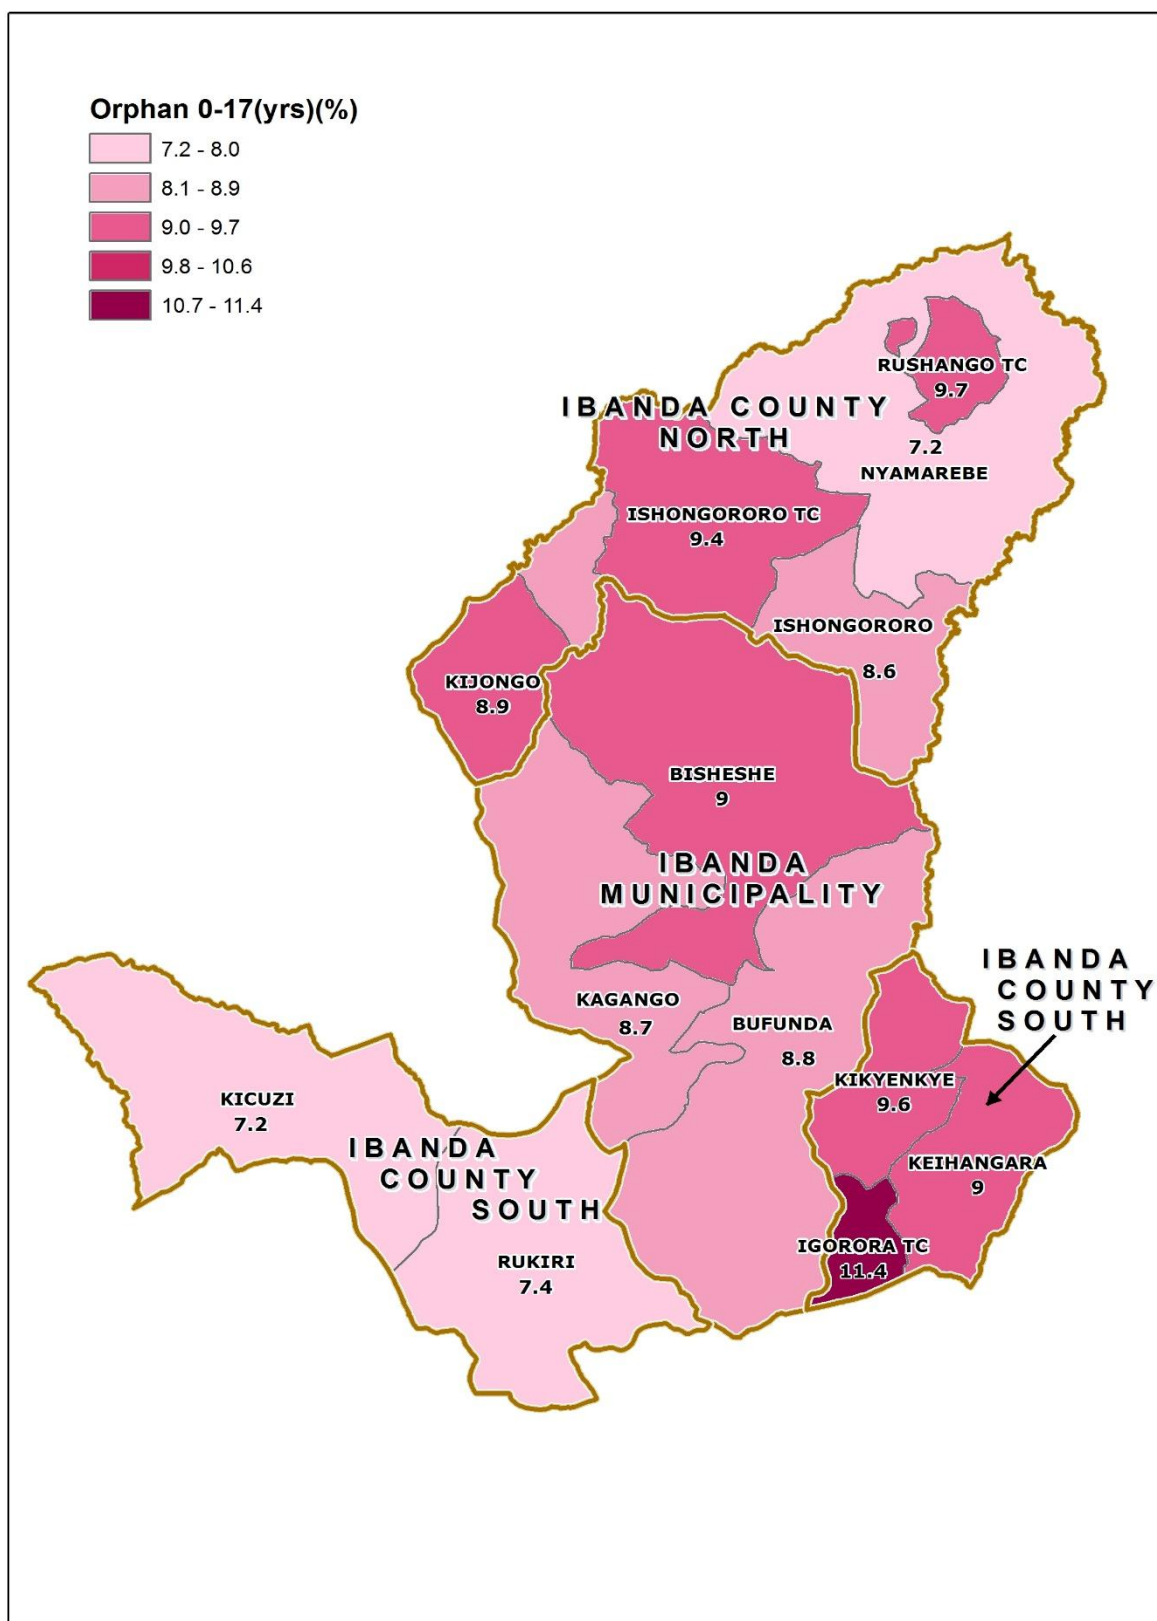 Orphan 0-17(yrs)(%)
7.2 - 8.0
8.1 - 8.9
9.0 - 9.7
9.8 - 10.6
10.7 - 11.4
RUSHANGO TC
9.7
IBANDA COUNTY
NORTH
7.2
NYAMAREBE
ISHONGORORO TC
9.4
ISHONGORORO
8.6
KIJONGO
8.9
BISHESHE
9
IBANDA
MUNICIPALITY
IBANDA
COUNTY
SOUTH
KAGANGO
8.7
BUFUNDA
8.8
KIKYENKYE
9.6
KICUZI
7.2
IBANDA
COUNTY
SOUTH
KEIHANGARA
9
IGORORA TC
11.4
RUKIRI
7.4